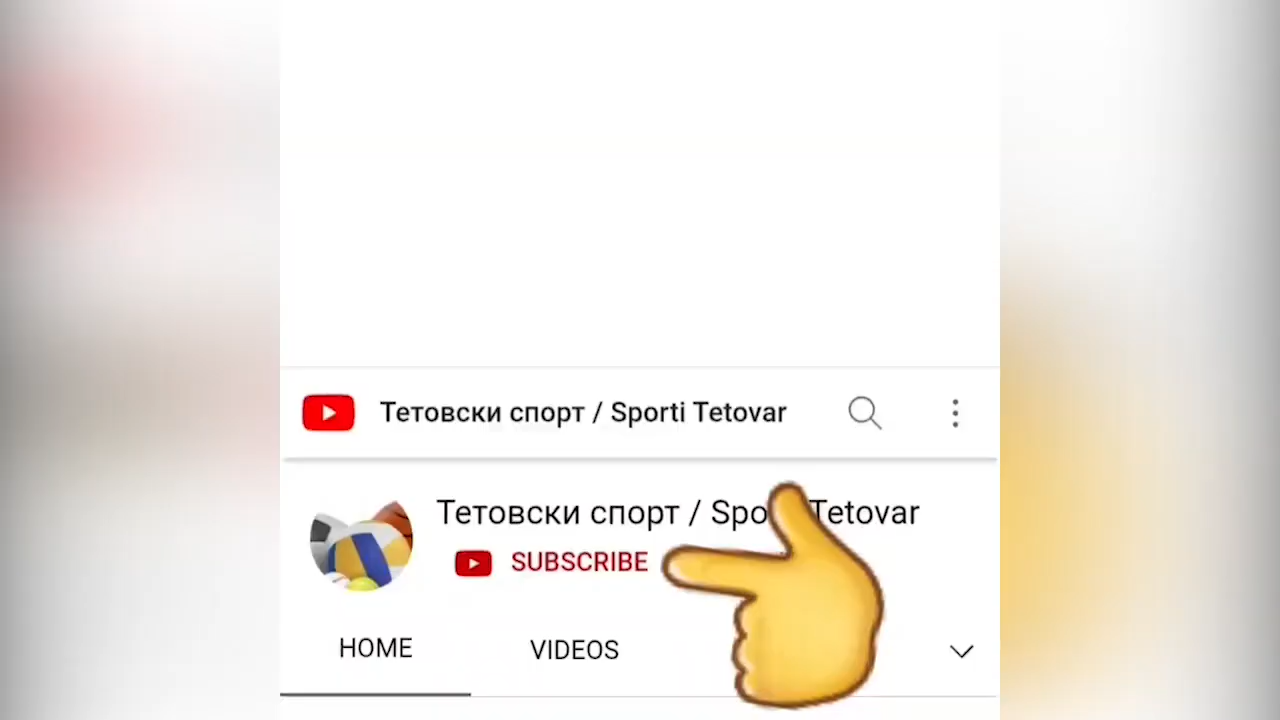 Тетовски спорт / Sporti Tetovar
Тетовски спорт / Spo Tetovar
SUBSCRIBE
HOME
VIDEOS